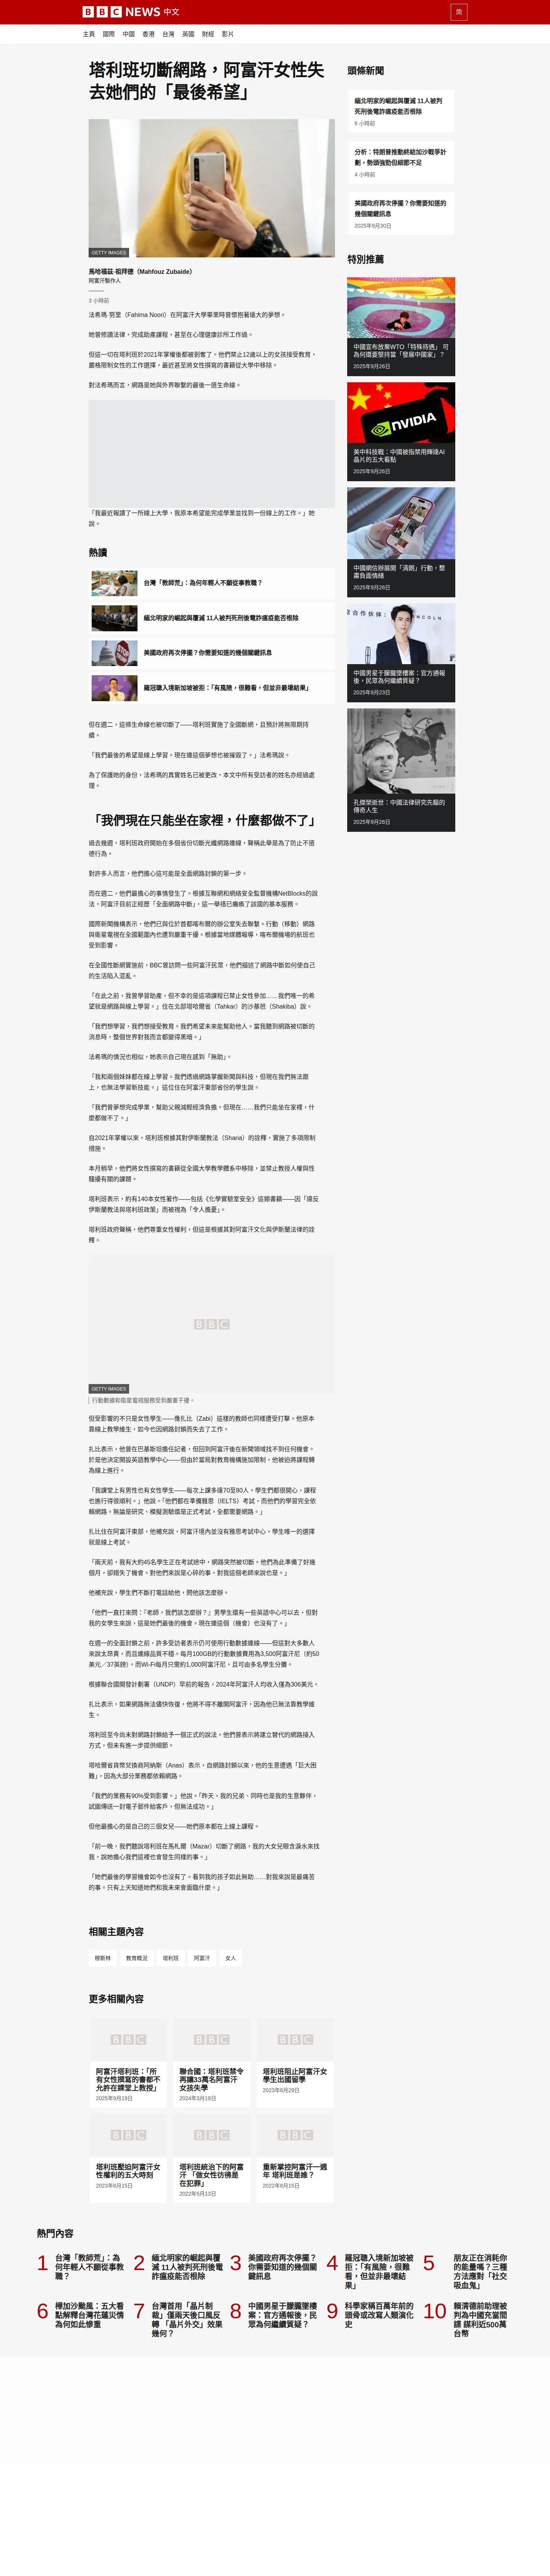 BBC NEWS 中文
简
主頁 國際 中國 香港 台灣 英國 財經 影片
塔利班切斷網路，阿富汗女性失
去她們的「最後希望」
GETTY IMAGES
馬哈福茲·祖拜德（Mahfouz Zubaide）
阿富汗製作人
3 小時前
法希瑪·努里（Fahima Noori）在阿富汗大學畢業時曾懷抱著遠大的夢想。
她曾修讀法律，完成助產課程，甚至在心理健康診所工作過。
但這一切在塔利班於2021年掌權後都被剝奪了。他們禁止12歲以上的女孩接受教育，
嚴格限制女性的工作選擇，最近甚至將女性撰寫的書籍從大學中移除。
對法希瑪而言，網路是她與外界聯繫的最後一道生命線。
「我最近報讀了一所線上大學，我原本希望能完成學業並找到一份線上的工作。」她
說。
熱讀
台灣「教師荒」：為何年輕人不願從事教職？
緬北明家的崛起與覆滅 11人被判死刑後電詐瘟疫能否根除
美國政府再次停擺？你需要知道的幾個關鍵訊息
羅冠聰入境新加坡被拒：「有風險，很難看，但並非最壞結果」
但在週二，這條生命線也被切斷了——塔利班實施了全國斷網，且預計將無限期持
續。
「我們最後的希望是線上學習。現在連這個夢想也被摧毀了。」法希瑪說。
為了保護她的身份，法希瑪的真實姓名已被更改，本文中所有受訪者的姓名亦經過處
理。
「我們現在只能坐在家裡，什麼都做不了」
過去幾週，塔利班政府開始在多個省份切斷光纖網路連線，聲稱此舉是為了防止不道
德行為。
對許多人而言，他們擔心這可能是全面網路封鎖的第一步。
而在週二，他們最擔心的事情發生了。根據互聯網和網絡安全監督機構NetBlocks的說
法，阿富汗目前正經歷「全面網路中斷」，這一舉措已癱瘓了該國的基本服務。
國際新聞機構表示，他們已與位於首都喀布爾的辦公室失去聯繫。行動（移動）網路
與衛星電視在全國範圍內也遭到嚴重干擾。根據當地媒體報導，喀布爾機場的航班也
受到影響。
在全國性斷網實施前，BBC曾訪問一些阿富汗民眾，他們描述了網路中斷如何使自己
的生活陷入混亂。
「在此之前，我曾學習助產，但不幸的是這項課程已禁止女性參加……我們唯一的希
望就是網路與線上學習。」住在北部塔哈爾省（Tahkar）的沙基芭（Shakiba）說。
「我們想學習，我們想接受教育。我們希望未來能幫助他人。當我聽到網路被切斷的
消息時，整個世界對我而言都變得黑暗。」
法希瑪的情況也相似，她表示自己現在感到「無助」。
「我和兩個妹妹都在線上學習。我們透過網路掌握新聞與科技，但現在我們無法跟
上，也無法學習新技能。」這位住在阿富汗東部省份的學生說。
「我們曾夢想完成學業，幫助父親減輕經濟負擔，但現在……我們只能坐在家裡，什
麼都做不了。」
自2021年掌權以來，塔利班根據其對伊斯蘭教法（Sharia）的詮釋，實施了多項限制
措施。
本月稍早，他們將女性撰寫的書籍從全國大學教學體系中移除，並禁止教授人權與性
騷擾有關的課題。
塔利班表示，約有140本女性著作——包括《化學實驗室安全》這類書籍——因「違反
伊斯蘭教法與塔利班政策」而被視為「令人擔憂」。
塔利班政府聲稱，他們尊重女性權利，但這是根據其對阿富汗文化與伊斯蘭法律的詮
釋。
BBC
GETTY IMAGES
行動數據和衛星電視服務受到嚴重干擾。
但受影響的不只是女性學生——像扎比（Zabi）這樣的教師也同樣遭受打擊。他原本
靠線上教學維生，如今也因網路封鎖而失去了工作。
扎比表示，他曾在巴基斯坦擔任記者，但回到阿富汗後在新聞領域找不到任何機會。
於是他決定開設英語教學中心——但由於當局對教育機構施加限制，他被迫將課程轉
為線上進行。
「我課堂上有男性也有女性學生——每次上課多達70至80人。學生們都很開心，課程
也進行得很順利。」他說。「他們都在準備雅思（IELTS）考試，而他們的學習完全依
賴網路。無論是研究、模擬測驗還是正式考試，全都需要網路。」
扎比住在阿富汗東部，他補充說，阿富汗境內並沒有雅思考試中心，學生唯一的選擇
就是線上考試。
「兩天前，我有大約45名學生正在考試途中，網路突然被切斷。他們為此準備了好幾
個月，卻錯失了機會。對他們來說是心碎的事，對我這個老師來說也是。」
他補充說，學生們不斷打電話給他，問他該怎麼辦。
「他們一直打來問：『老師，我們該怎麼辦？』男學生還有一些英語中心可以去，但對
我的女學生來說，這是她們最後的機會。現在連這個（機會）也沒有了。」
在週一的全面封鎖之前，許多受訪者表示仍可使用行動數據連線——但這對大多數人
來說太昂貴，而且連線品質不穩。每月100GB的行動數據費用為3,500阿富汗尼（約50
美元／37英鎊），而Wi-Fi每月只需約1,000阿富汗尼，且可由多名學生分攤。
根據聯合國開發計劃署（UNDP）早前的報告，2024年阿富汗人均收入僅為306美元。
扎比表示，如果網路無法儘快恢復，他將不得不離開阿富汗，因為他已無法靠教學維
生。
塔利班至今尚未對網路封鎖給予一個正式的說法。他們曾表示將建立替代的網路接入
方式，但未有進一步提供細節。
塔哈爾省貨幣兌換商阿納斯（Anas）表示，自網路封鎖以來，他的生意遭遇「巨大困
難」，因為大部分業務都依賴網路。
「我們的業務有90%受到影響。」他說。「昨天，我的兄弟、同時也是我的生意夥伴，
試圖傳送一封電子郵件給客戶，但無法成功。」
但他最擔心的是自己的三個女兒——她們原本都在上線上課程。
「前一晚，我們聽說塔利班在馬札爾（Mazar）切斷了網路，我的大女兒眼含淚水來找
我，說她擔心我們這裡也會發生同樣的事。」
「她們最後的學習機會如今也沒有了。看到我的孩子如此無助……對我來說是最痛苦
的事。只有上天知道她們和我未來會面臨什麼。」
相關主題內容
穆斯林 教育概況 塔利班 阿富汗 女人
更多相關內容
BBC BBC BBC
阿富汗塔利班：「所
有女性撰寫的書都不
允許在課堂上教授」
2025年9月19日
聯合國：塔利班禁令
再讓33萬名阿富汗
女孩失學
2024年3月19日
塔利班阻止阿富汗女
學生出國留學
2023年8月29日
BBC BBC BBC
塔利班壓迫阿富汗女
性權利的五大時刻
2023年8月15日
塔利班統治下的阿富
汗 「做女性彷彿是
在犯罪」
2022年5月13日
重新掌控阿富汗一週
年 塔利班是誰？
2022年8月15日
頭條新聞
緬北明家的崛起與覆滅 11人被判
死刑後電詐瘟疫能否根除
6 小時前
分析：特朗普推動終結加沙戰爭計
劃，勢頭強勁但細節不足
4 小時前
美國政府再次停擺？你需要知道的
幾個關鍵訊息
2025年9月30日
特別推薦
中國宣布放棄WTO「特殊待遇」 可
為何還要堅持當「發展中國家」？
2025年9月26日
NVIDIA
美中科技戰：中國被指禁用輝達AI
晶片的五大看點
2025年9月26日
中國網信辦展開「清朗」行動，整
肅負面情緒
2025年9月26日
合作伙伴： LINCOLN
中國男星于朦朧墜樓案：官方通報
後，民眾為何繼續質疑？
2025年9月23日
孔傑榮逝世：中國法律研究先驅的
傳奇人生
2025年9月26日
熱門內容
1 台灣「教師荒」：為
何年輕人不願從事教
職？
2 緬北明家的崛起與覆
滅 11人被判死刑後電
詐瘟疫能否根除
3 美國政府再次停擺？
你需要知道的幾個關
鍵訊息
4 羅冠聰入境新加坡被
拒：「有風險，很難
看，但並非最壞結
果」
5 朋友正在消耗你
的能量嗎？三種
方法應對「社交
吸血鬼」
6 樺加沙颱風：五大看
點解釋台灣花蓮災情
為何如此慘重
7 台灣首用「晶片制
裁」僅兩天後口風反
轉 「晶片外交」效果
幾何？
8 中國男星于朦朧墜樓
案：官方通報後，民
眾為何繼續質疑？
9 科學家稱百萬年前的
頭骨或改寫人類演化
史
10 賴清德前助理被
判為中國充當間
諜 謀利近500萬
台幣